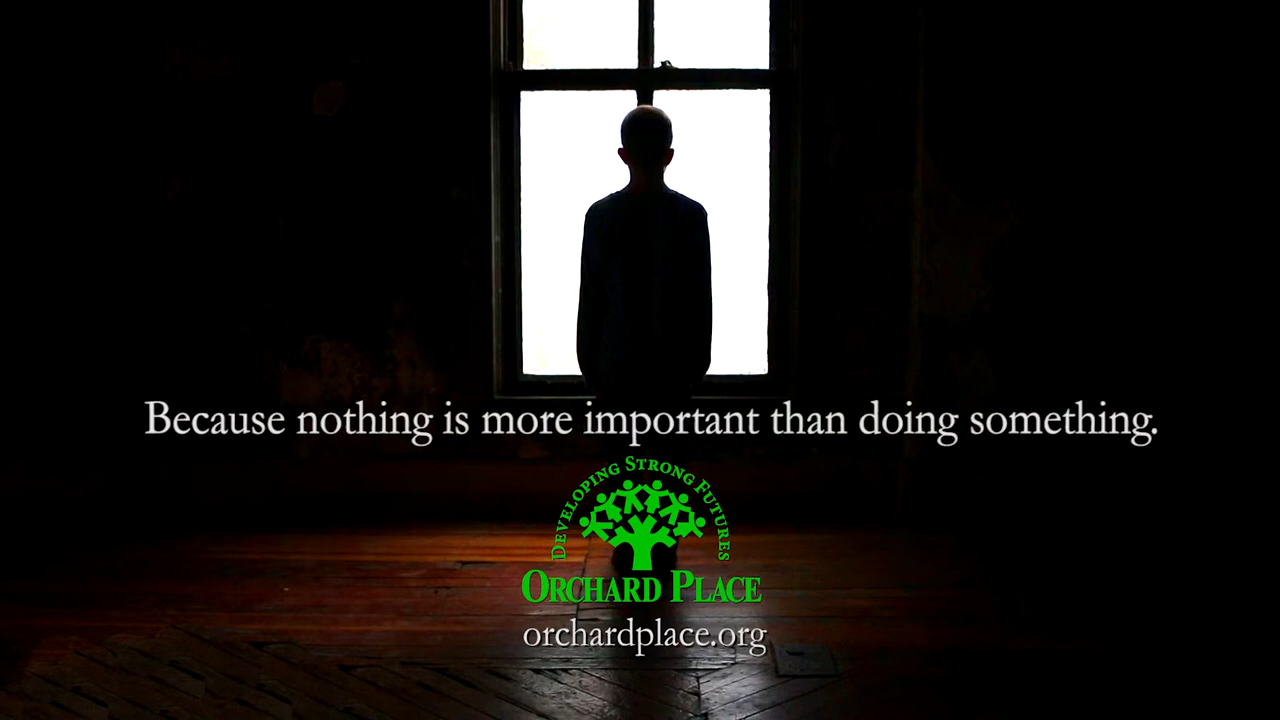 Because nothing is more important than doing something.
Developing Strong Futures
Orchard Place
orchardplace.org